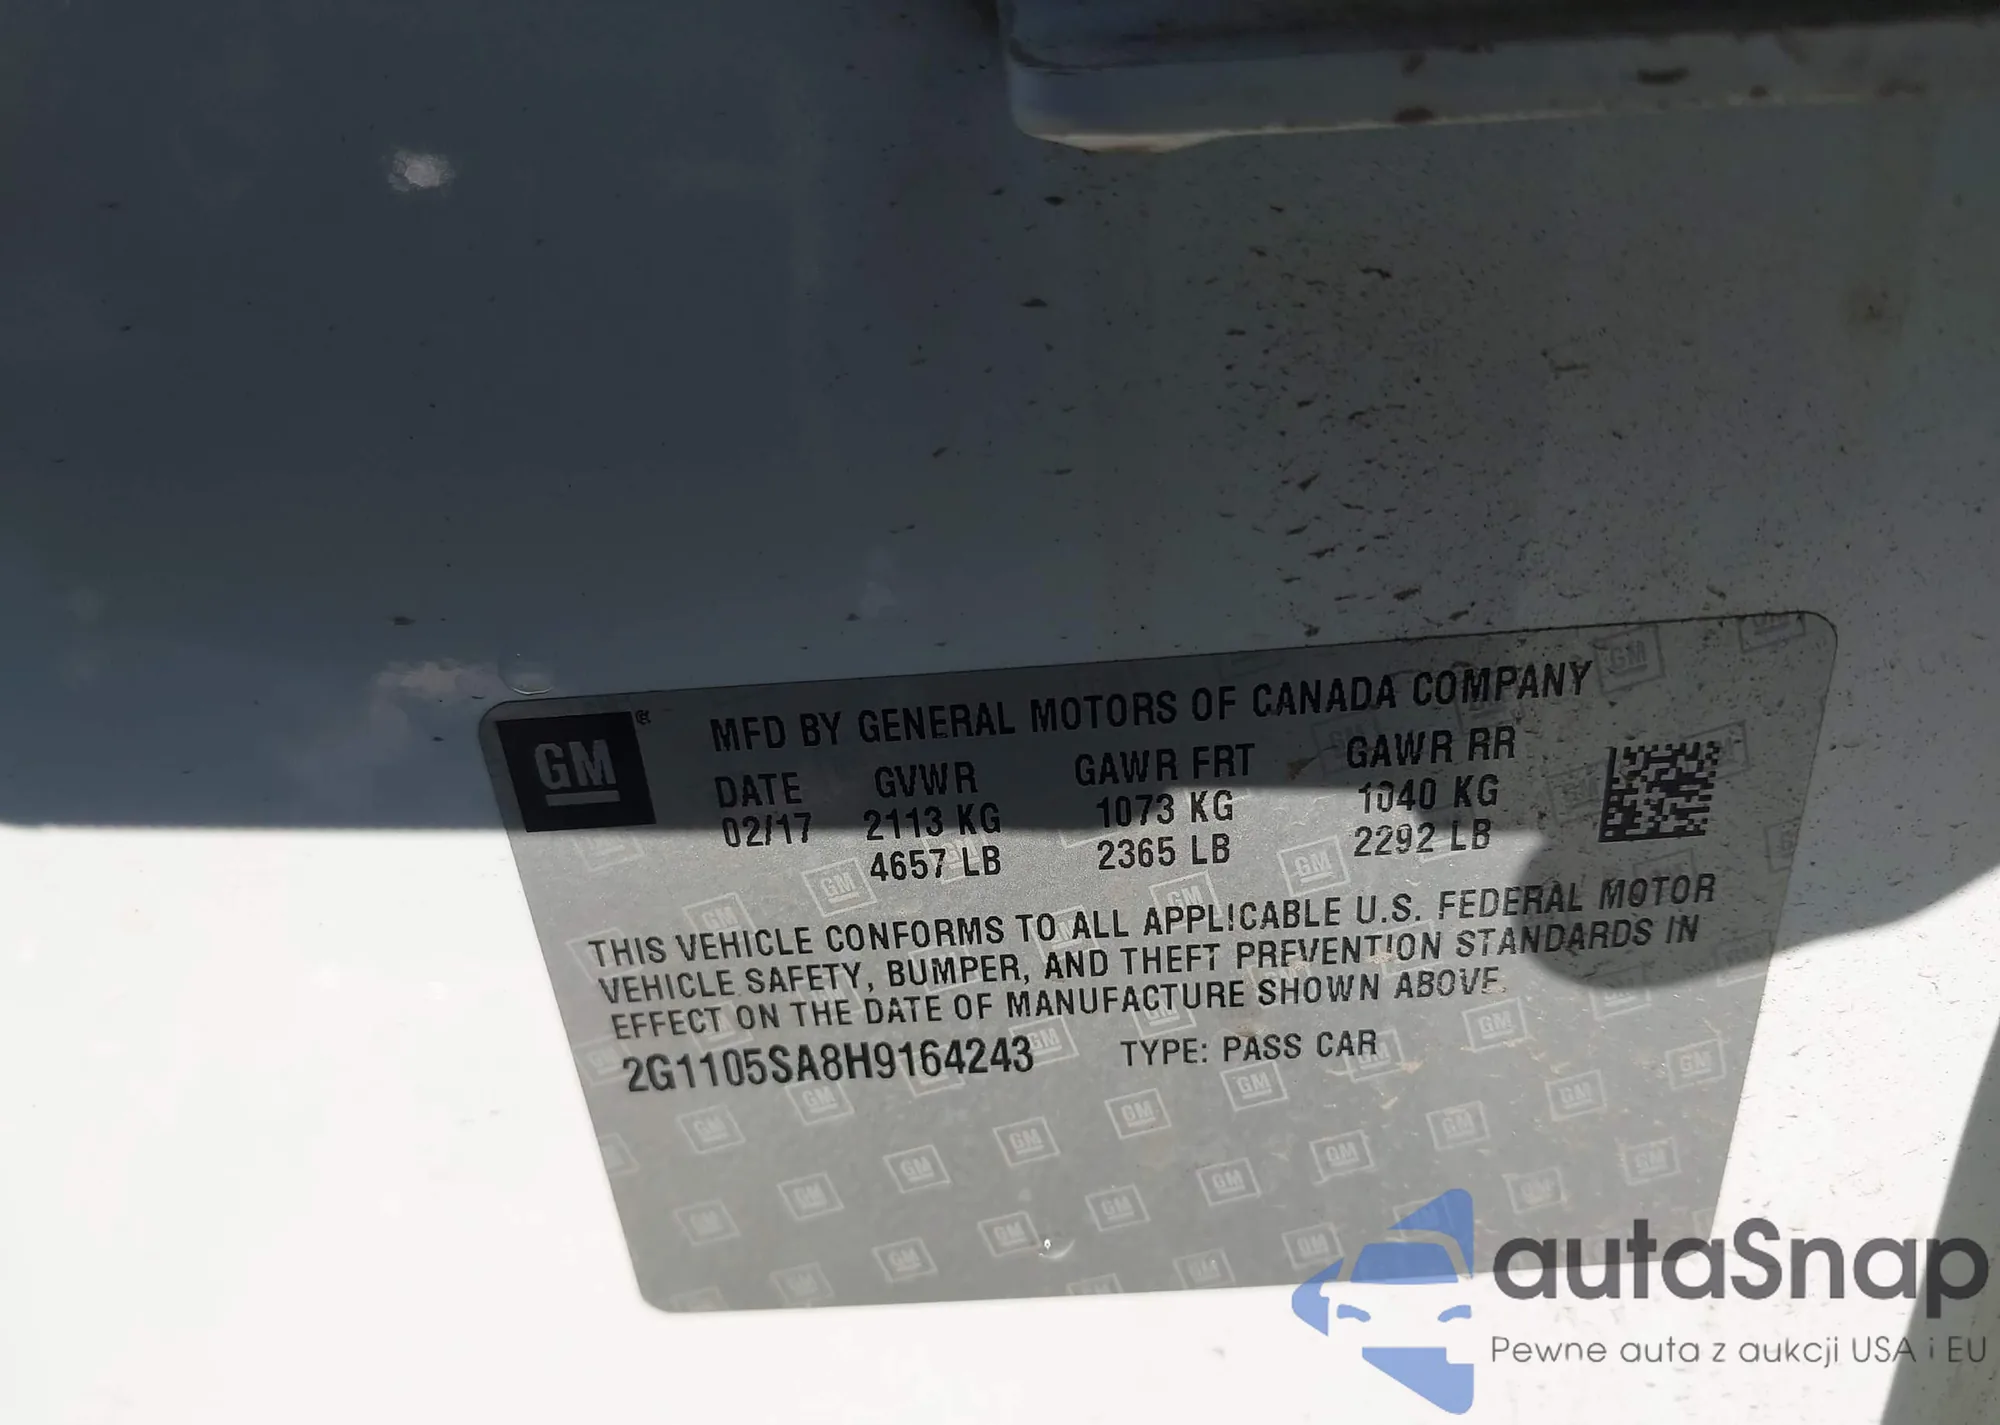 GM®
MFD BY GENERAL MOTORS OF CANADA COMPANY
DATE GVWR GAWR FRT GAWR RR
02/17 2113 KG 1073 KG 1040 KG
4657 LB 2365 LB 2292 LB
THIS VEHICLE CONFORMS TO ALL APPLICABLE U.S. FEDERAL MOTOR
VEHICLE SAFETY, BUMPER, AND THEFT PREVENTION STANDARDS IN
EFFECT ON THE DATE OF MANUFACTURE SHOWN ABOVE.
2G1105SA8H9164243 TYPE: PASS CAR
autaSnap
Pewne auta z aukcji USA i EU